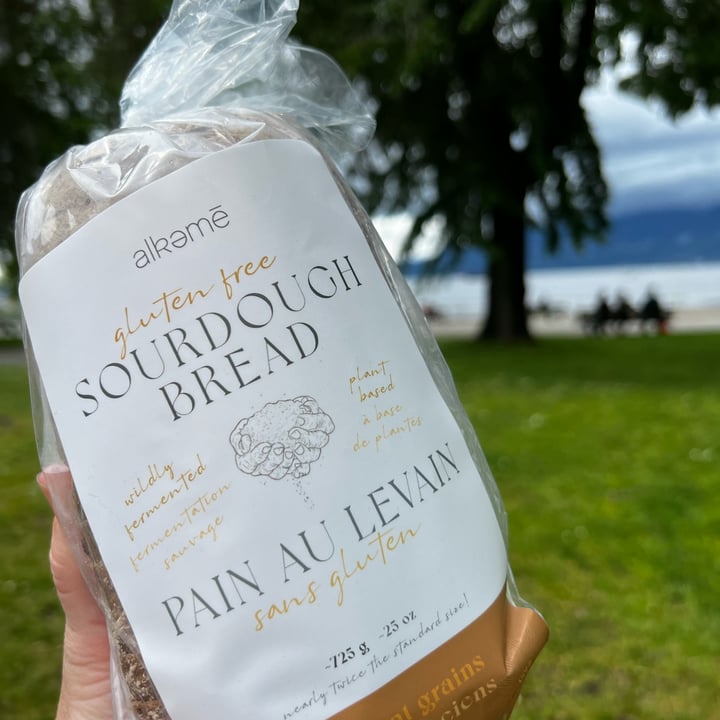 alkamē
gluten free
SOURDOUGH
BREAD
plant
based
à base
de plantes
wildly
fermented
fermentation
sauvage
PAIN AU LEVAIN
sans gluten
~725 g ~25 oz
nearly twice the standard size!
grains